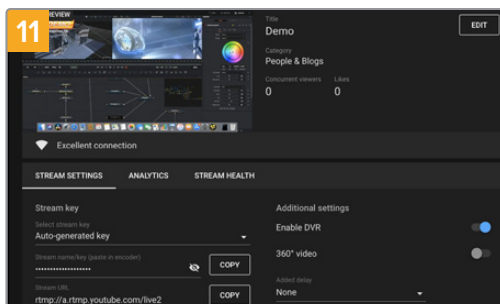 11
PREVIEW
Title
Demo
EDIT
Category
People & Blogs
Concurrent viewers
Likes
0
0
Excellent connection
STREAM SETTINGS
ANALYTICS
STREAM HEALTH
Stream key
Select stream key
Auto-generated key
Stream name/key (paste in encoder)
••••••••••••••••••
COPY
Stream URL
rtmp://a.rtmp.youtube.com/live2
COPY
Additional settings
Enable DVR
360° video
Added delay
None